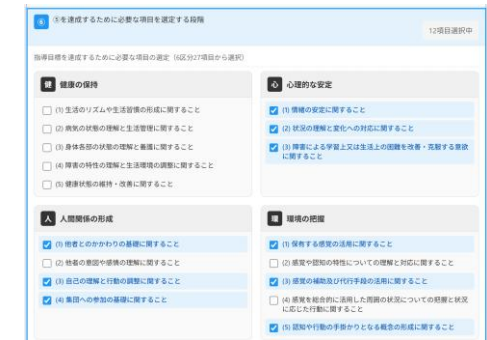 ⑥ ⑤を達成するために必要な項目を選定する段階
12項目選択中
指導目標を達成するために必要な項目の選定（6区分27項目から選択）
健 健康の保持
(1) 生活のリズムや生活習慣の形成に関すること
(2) 病気の状態の理解と生活管理に関すること
(3) 身体各部の状態の理解と養護に関すること
(4) 障害の特性の理解と生活環境の調整に関すること
(5) 健康状態の維持・改善に関すること
心 心理的な安定
(1) 情緒の安定に関すること
(2) 状況の理解と変化への対応に関すること
(3) 障害による学習上又は生活上の困難を改善・克服する意欲
に関すること
人 人間関係の形成
(1) 他者とのかかわりの基礎に関すること
(2) 他者の意図や感情の理解に関すること
(3) 自己の理解と行動の調整に関すること
(4) 集団への参加の基礎に関すること
環 環境の把握
(1) 保有する感覚の活用に関すること
(2) 感覚や認知の特性についての理解と対応に関すること
(3) 感覚の補助及び代行手段の活用に関すること
(4) 感覚を総合的に活用した周囲の状況についての把握と状況
に応じた行動に関すること
(5) 認知や行動の手掛かりとなる概念の形成に関すること